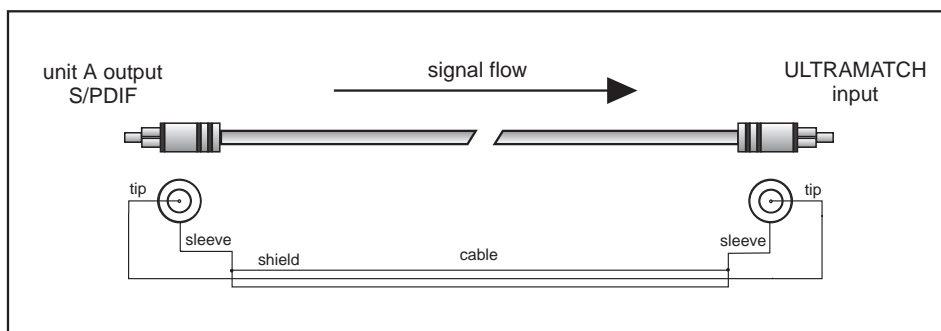 unit A output
S/PDIF
signal flow
ULTRAMATCH
input
tip
tip
sleeve
sleeve
shield
cable